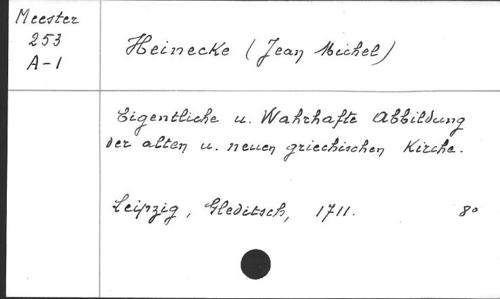 Meester
253
A-1
Heinecke (Jean Michel)
Eigentliche u. Wahrhafte Abbildung
der alten u. neuen griechischen Kirche.
Leipzig, Gleditsch, 1711. 8°